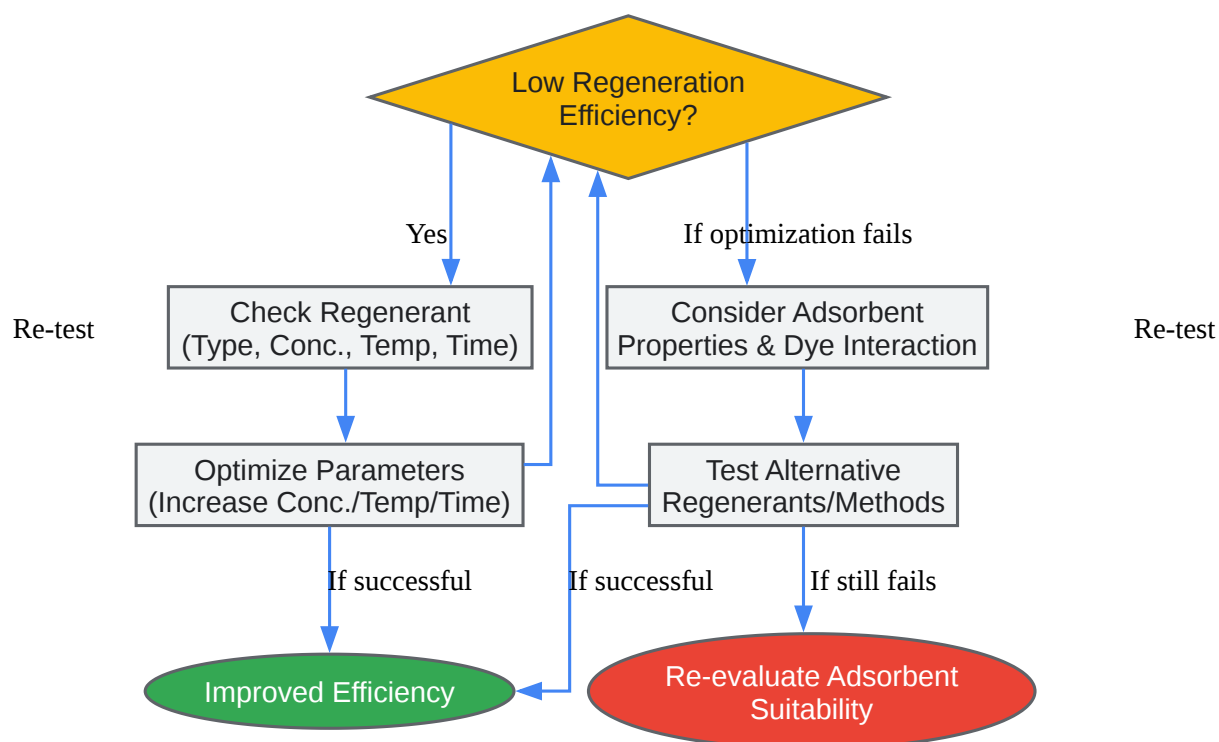 Low Regeneration
Efficiency?
Yes
If optimization fails
Re-test
Check Regenerant
(Type, Conc., Temp, Time)
Consider Adsorbent
Properties & Dye Interaction
Re-test
Optimize Parameters
(Increase Conc./Temp/Time)
Test Alternative
Regenerants/Methods
If successful
If successful
If still fails
Improved Efficiency
Re-evaluate Adsorbent
Suitability